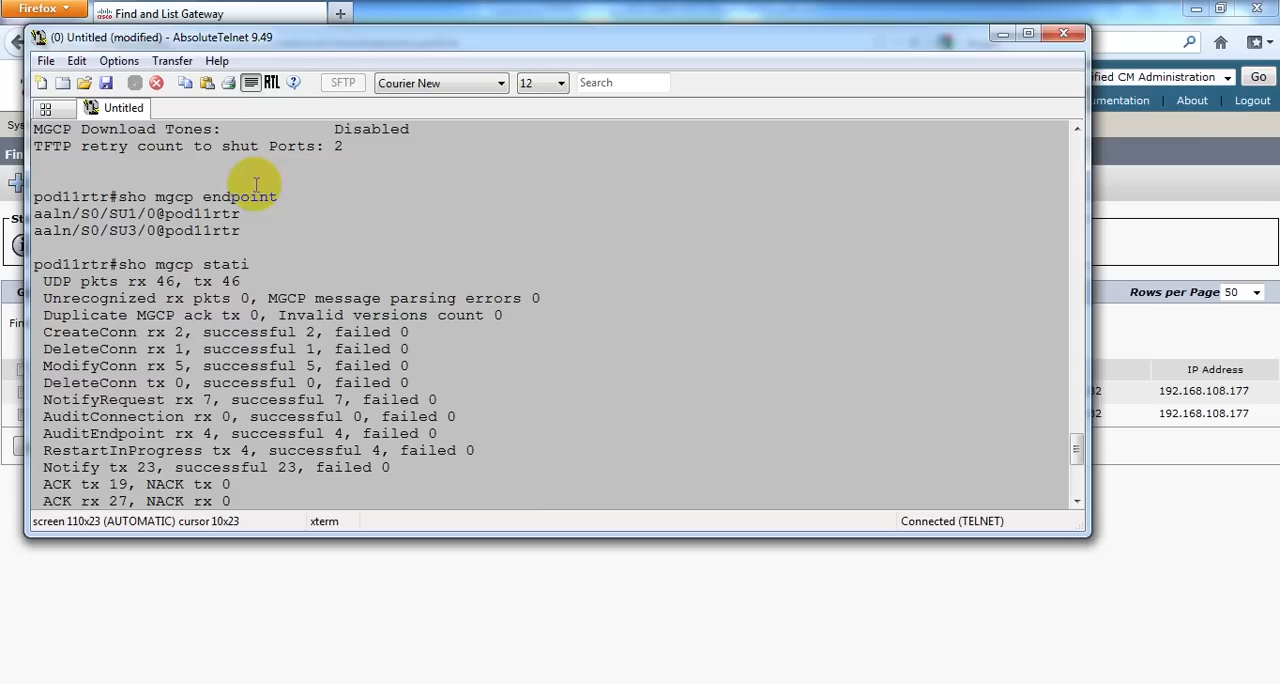 Firefox
Find and List Gateway
(0) Untitled (modified) - AbsoluteTelnet 9.49
File Edit Options Transfer Help
RTL SFTP Courier New 12 Search
ified CM Administration Go
Untitled
umentation About Logout
Sys
MGCP Download Tones: Disabled
TFTP retry count to shut Ports: 2
Fin
pod11rtr#sho mgcp endpoint
aaln/S0/SU1/0@pod11rtr
St
aaln/S0/SU3/0@pod11rtr
pod11rtr#sho mgcp stati
UDP pkts rx 46, tx 46
G
Rows per Page 50
Unrecognized rx pkts 0, MGCP message parsing errors 0
Duplicate MGCP ack tx 0, Invalid versions count 0
Fin
CreateConn rx 2, successful 2, failed 0
DeleteConn rx 1, successful 1, failed 0
ModifyConn rx 5, successful 5, failed 0
IP Address
DeleteConn tx 0, successful 0, failed 0
32 192.168.108.177
NotifyRequest rx 7, successful 7, failed 0
AuditConnection rx 0, successful 0, failed 0
32 192.168.108.177
AuditEndpoint rx 4, successful 4, failed 0
RestartInProgress tx 4, successful 4, failed 0
Notify tx 23, successful 23, failed 0
ACK tx 19, NACK tx 0
ACK rx 27, NACK rx 0
screen 110x23 (AUTOMATIC) cursor 10x23 xterm Connected (TELNET)